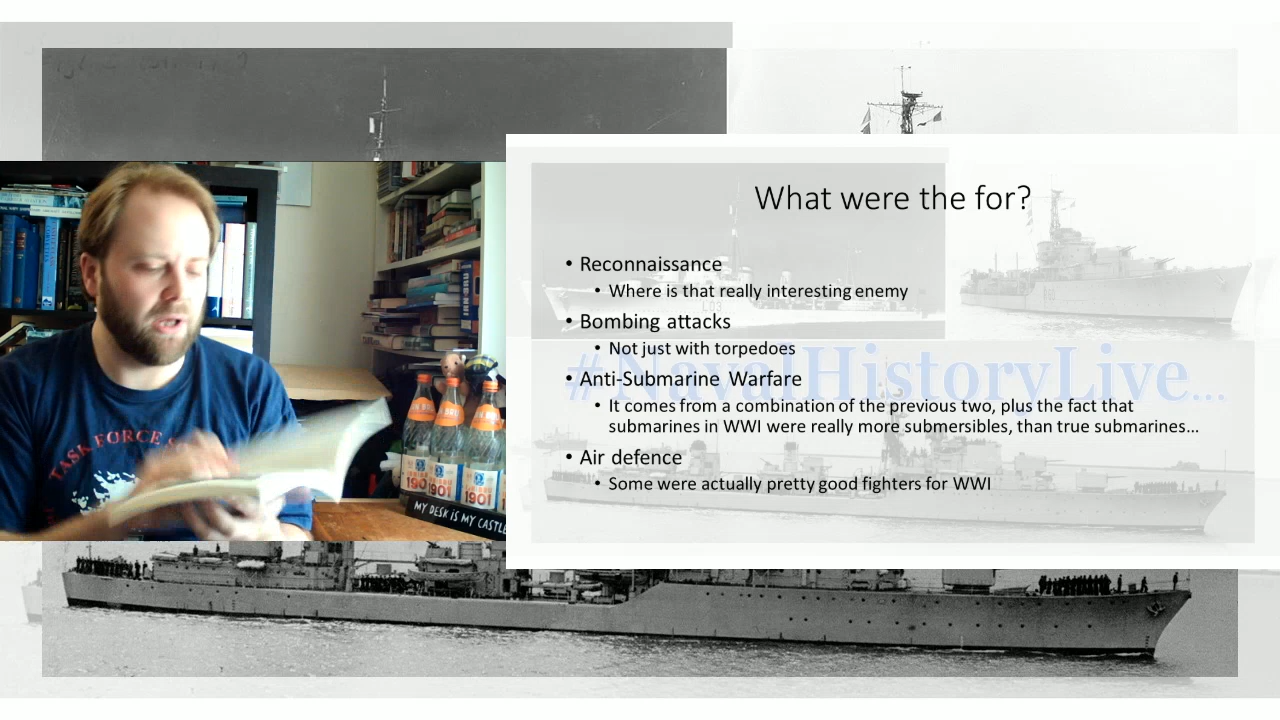 What were the for?
• Reconnaissance
• Where is that really interesting enemy
• Bombing attacks
• Not just with torpedoes
#NavalHistoryLive...
• Anti-Submarine Warfare
• It comes from a combination of the previous two, plus the fact that
submarines in WWI were really more submersibles, than true submarines...
• Air defence
• Some were actually pretty good fighters for WWI
TASK FORCE
1901
1901
1901
MY DESK IS MY CASTLE